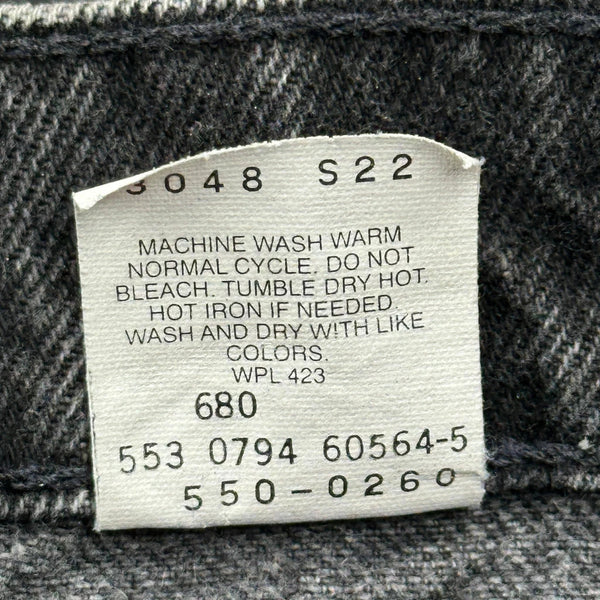 3048 S22
MACHINE WASH WARM
NORMAL CYCLE. DO NOT
BLEACH. TUMBLE DRY HOT.
HOT IRON IF NEEDED.
WASH AND DRY WITH LIKE
COLORS.
WPL 423
680
553 0794 60564-5
550-0260